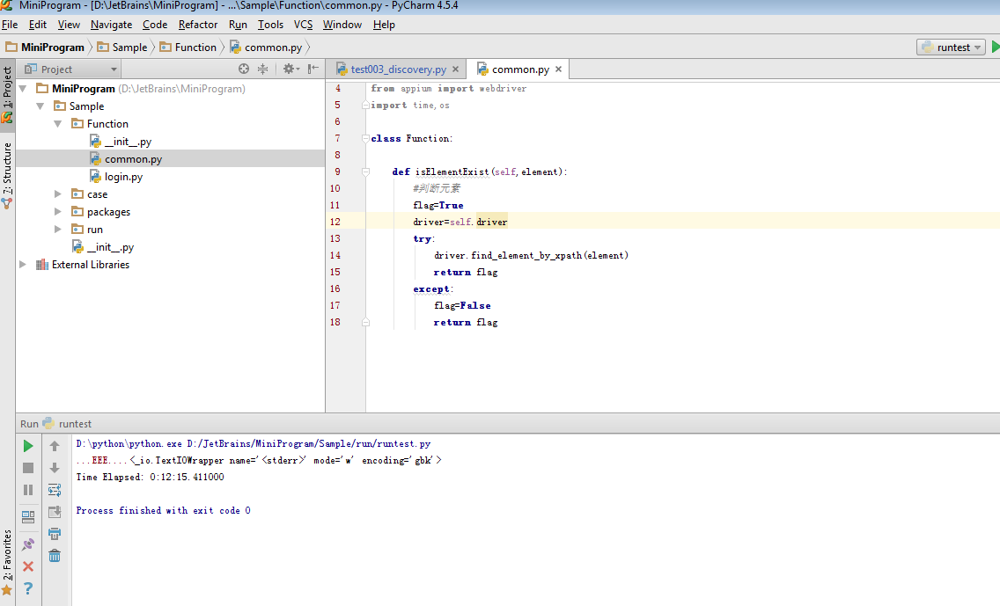 MiniProgram - [D:\JetBrains\MiniProgram] - ...\Sample\Function\common.py - PyCharm 4.5.4
File Edit View Navigate Code Refactor Run Tools VCS Window Help
MiniProgram Sample Function common.py runtest
1: Project
7: Structure
2: Favorites
Project
MiniProgram (D:\JetBrains\MiniProgram)
Sample
Function
__init__.py
common.py
login.py
case
packages
run
__init__.py
External Libraries
test003_discovery.py common.py
4 from appium import webdriver
5 import time,os
6
7 class Function:
8
9 def isElementExist(self,element):
10 #判断元素
11 flag=True
12 driver=self.driver
13 try:
14 driver.find_element_by_xpath(element)
15 return flag
16 except:
17 flag=False
18 return flag
Run runtest
D:\python\python.exe D:/JetBrains/MiniProgram/Sample/run/runtest.py
...EEE....<_io.TextIOWrapper name='<stderr>' mode='w' encoding='gbk'>
Time Elapsed: 0:12:15.411000
Process finished with exit code 0